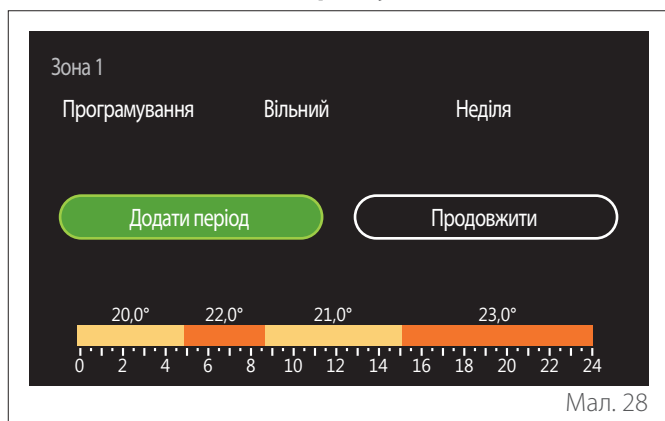 Зона 1
Програмування Вільний Неділя
Додати період Продовжити
20,0° 22,0° 21,0° 23,0°
0 2 4 6 8 10 12 14 16 18 20 22 24
Мал. 28